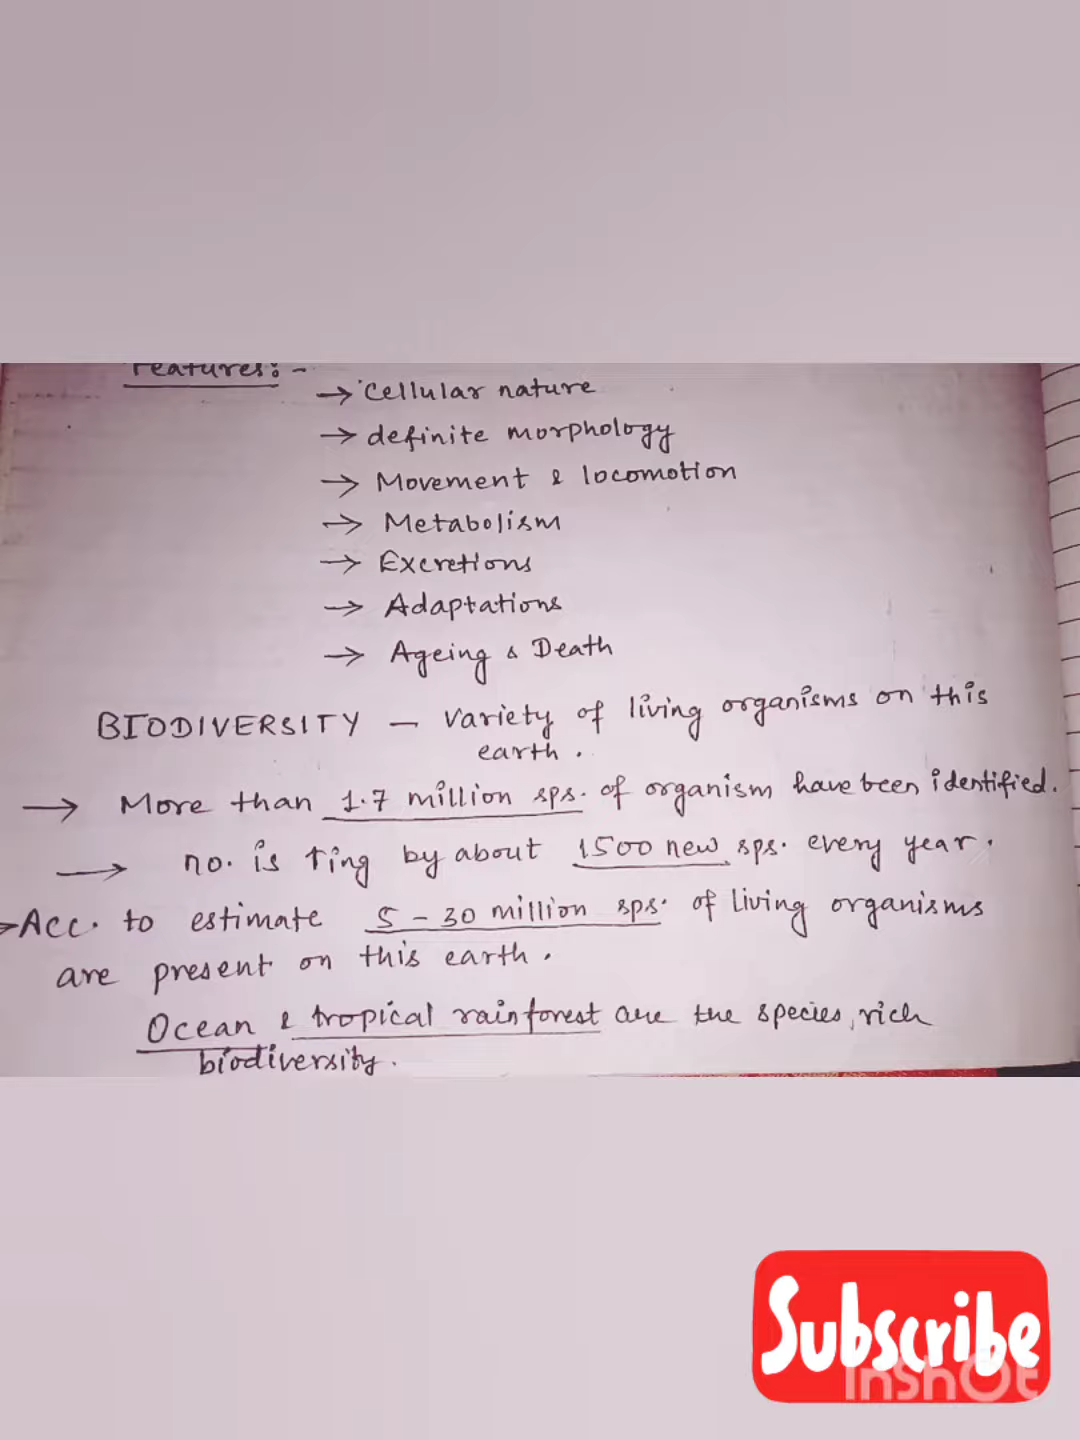 Features:-
→ Cellular nature
→ definite morphology
→ Movement & locomotion
→ Metabolism
→ Excretions
→ Adaptations
→ Ageing & Death
BIODIVERSITY — Variety of living organisms on this
earth.
→ More than 1.7 million sps. of organism have been identified.
→ no. is ↑ing by about 1500 new sps. every year.
→ Acc. to estimate 5-30 million sps. of living organisms
are present on this earth.
Ocean & tropical rainforest are the species, rich
biodiversity.
Subscribe
InShOt